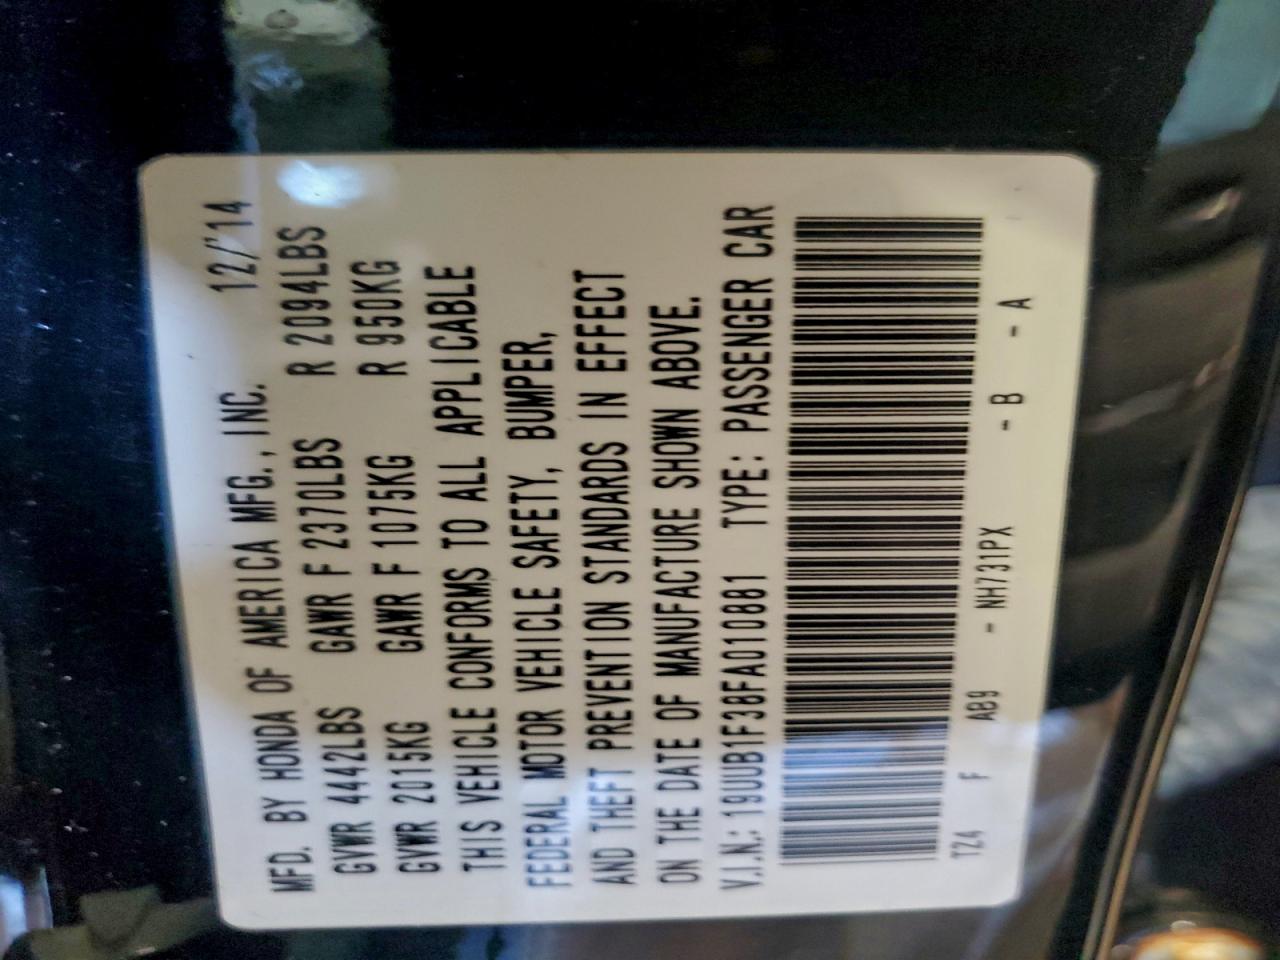 MFD. BY HONDA OF AMERICA MFG., INC. 12/'14
GVWR 4442LBS GAWR F 2370LBS R 2094LBS
GVWR 2015KG GAWR F 1075KG R 950KG
THIS VEHICLE CONFORMS TO ALL APPLICABLE
FEDERAL MOTOR VEHICLE SAFETY, BUMPER,
AND THEFT PREVENTION STANDARDS IN EFFECT
ON THE DATE OF MANUFACTURE SHOWN ABOVE.
V.I.N.: 19UUB1F38FA010881 TYPE: PASSENGER CAR
TZ4 F AB9 - NH731PX - B - A